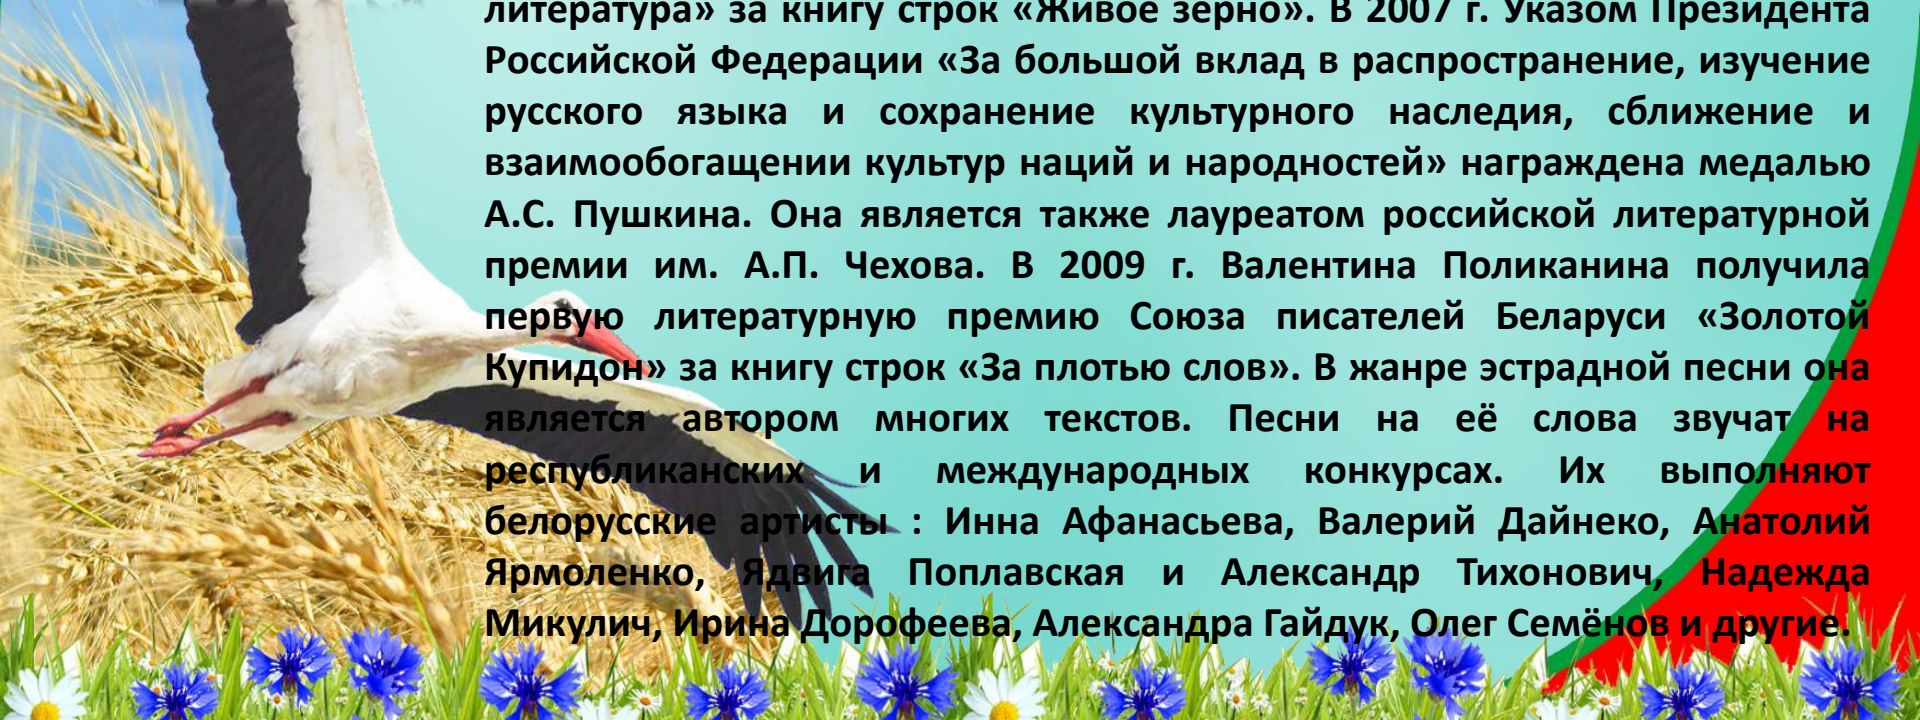 литература» за книгу строк «Живое зерно». В 2007 г. Указом Президента
Российской Федерации «За большой вклад в распространение, изучение
русского языка и сохранение культурного наследия, сближение и
взаимообогащении культур наций и народностей» награждена медалью
А.С. Пушкина. Она является также лауреатом российской литературной
премии им. А.П. Чехова. В 2009 г. Валентина Поликанина получила
первую литературную премию Союза писателей Беларуси «Золотой
Купидон» за книгу строк «За плотью слов». В жанре эстрадной песни она
является автором многих текстов. Песни на её слова звучат на
республиканских и международных конкурсах. Их выполняют
белорусские артисты : Инна Афанасьева, Валерий Дайнеко, Анатолий
Ярмоленко, Ядвига Поплавская и Александр Тихонович, Надежда
Микулич, Ирина Дорофеева, Александра Гайдук, Олег Семёнов и другие.